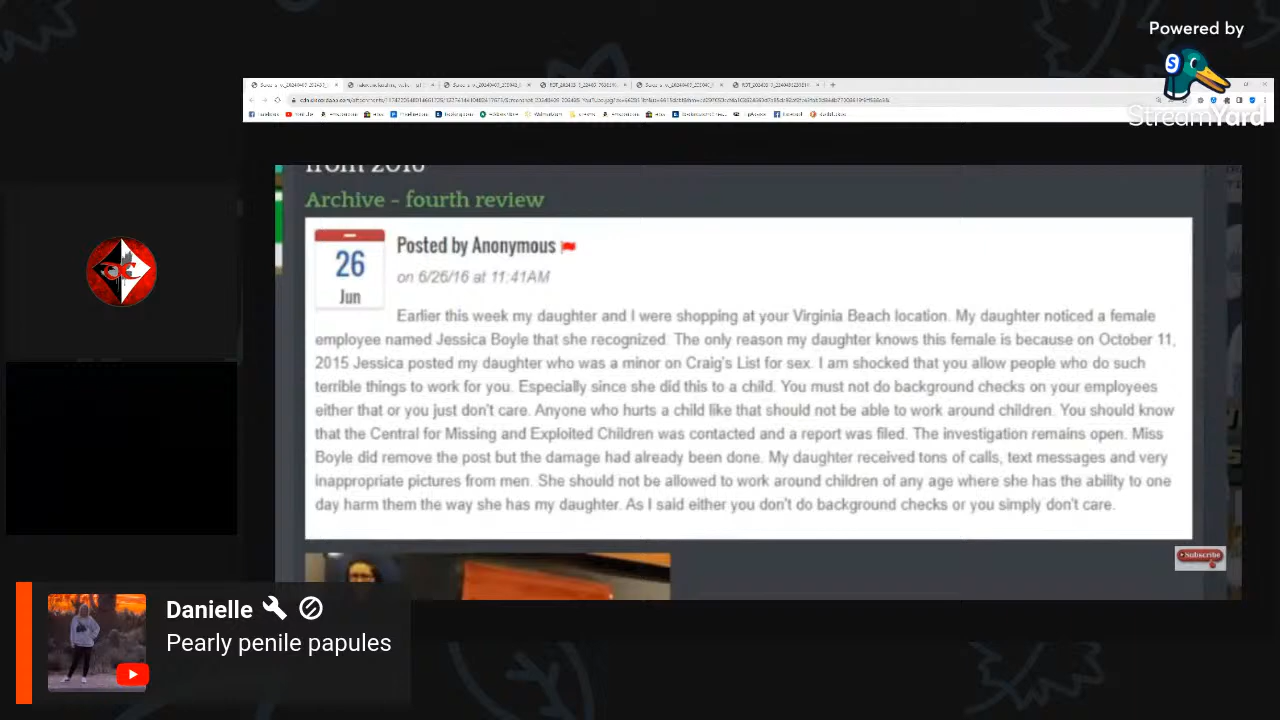 Powered by
StreamYard
from 2016
Archive - fourth review
26
Jun
Posted by Anonymous
on 6/26/16 at 11:41AM
Earlier this week my daughter and I were shopping at your Virginia Beach location. My daughter noticed a female
employee named Jessica Boyle that she recognized. The only reason my daughter knows this female is because on October 11,
2015 Jessica posted my daughter who was a minor on Craig's List for sex. I am shocked that you allow people who do such
terrible things to work for you. Especially since she did this to a child. You must not do background checks on your employees
either that or you just don't care. Anyone who hurts a child like that should not be able to work around children. You should know
that the Central for Missing and Exploited Children was contacted and a report was filed. The investigation remains open. Miss
Boyle did remove the post but the damage had already been done. My daughter received tons of calls, text messages and very
inappropriate pictures from men. She should not be allowed to work around children of any age where she has the ability to one
day harm them the way she has my daughter. As I said either you don't do background checks or you simply don't care.
Subscribe
Danielle
Pearly penile papules